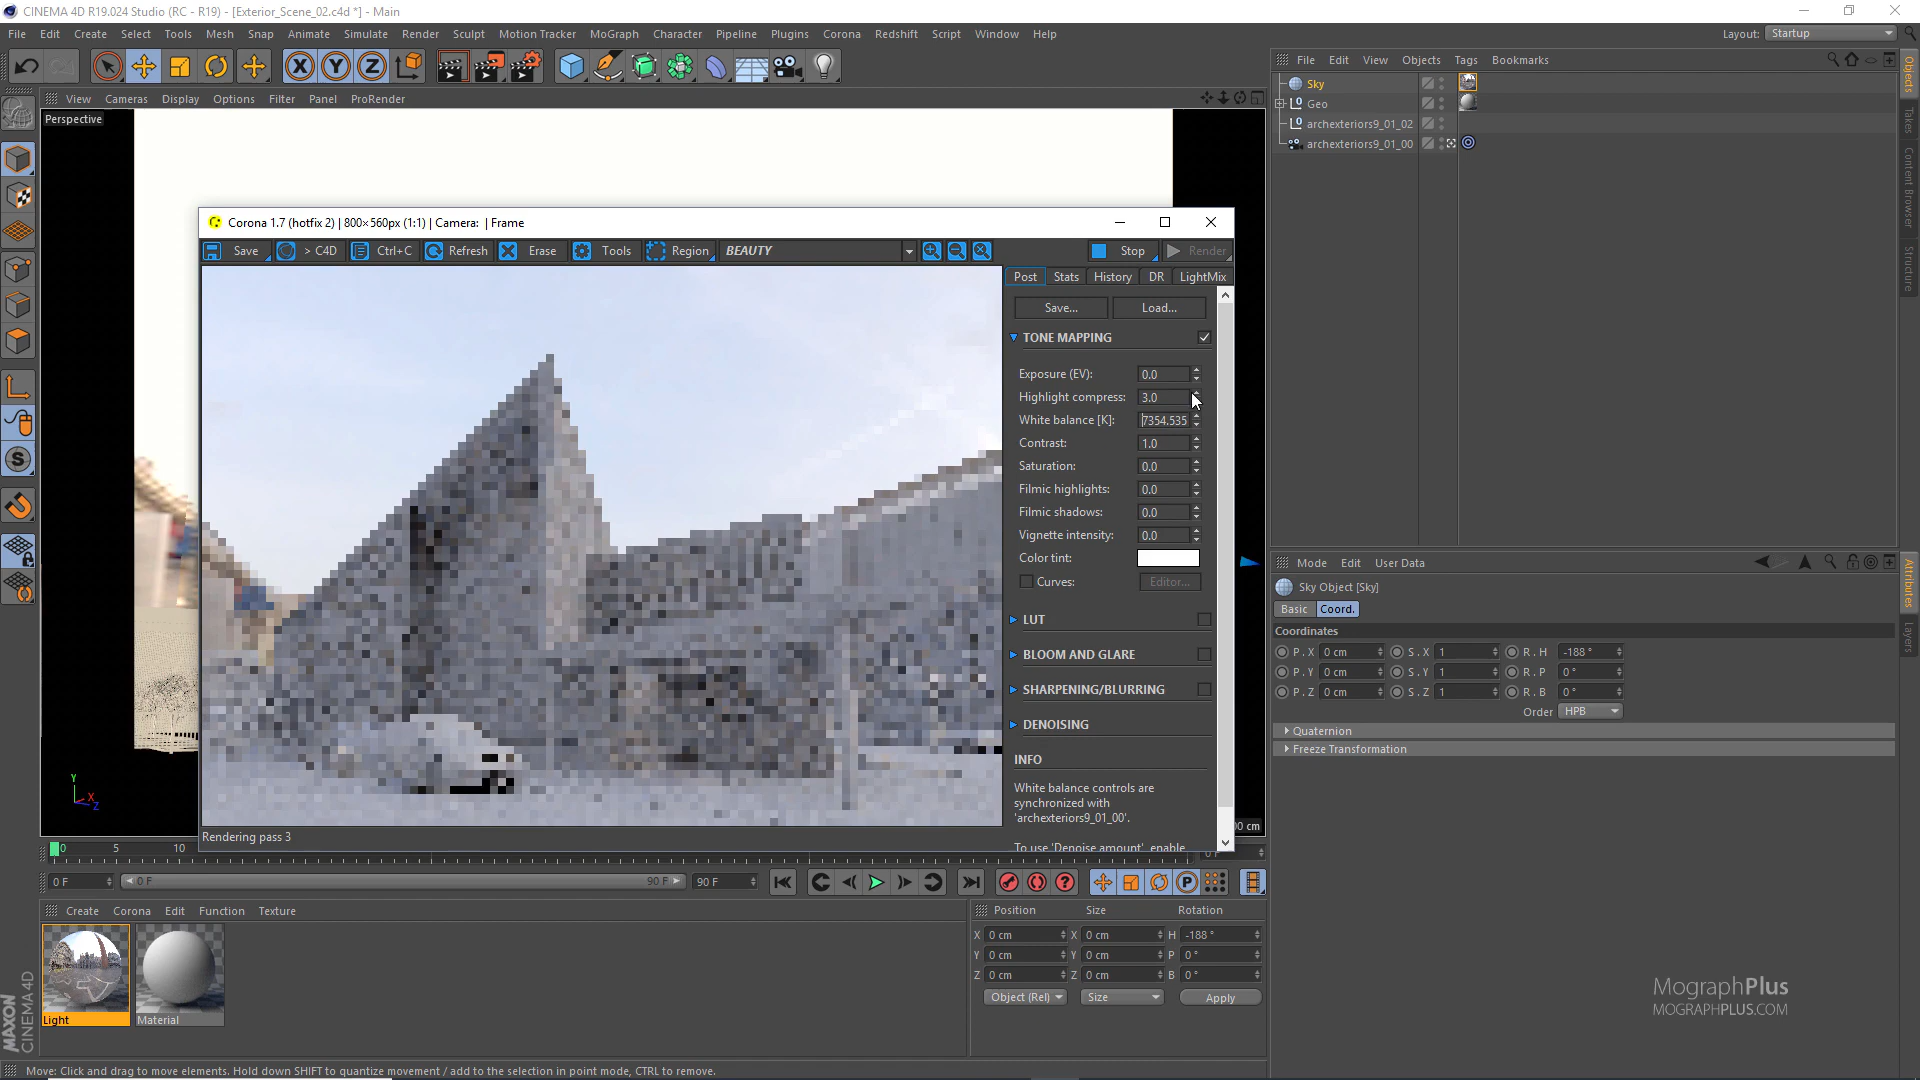 CINEMA 4D R19.024 Studio (RC - R19) - [Exterior_Scene_02.c4d *] - Main
File Edit Create Select Tools Mesh Snap Animate Simulate Render Sculpt Motion Tracker MoGraph Character Pipeline Plugins Corona Redshift Script Window Help
Layout: Startup
X Y Z
File Edit View Objects Tags Bookmarks
Sky
Geo
archexteriors9_01_02
archexteriors9_01_00
Objects
Takes
Content Browser
Structure
View Cameras Display Options Filter Panel ProRender
Perspective
Corona 1.7 (hotfix 2) | 800×560px (1:1) | Camera: | Frame
Save > C4D Ctrl+C Refresh Erase Tools Region BEAUTY Stop Render
Post Stats History DR LightMix
Save... Load...
TONE MAPPING
Exposure (EV): 0.0
Highlight compress: 3.0
White balance [K]: 7354.535
Contrast: 1.0
Saturation: 0.0
Filmic highlights: 0.0
Filmic shadows: 0.0
Vignette intensity: 0.0
Color tint:
Curves: Editor...
LUT
BLOOM AND GLARE
SHARPENING/BLURRING
DENOISING
INFO
White balance controls are
synchronized with
'archexteriors9_01_00'.
To use 'Denoise amount', enable
Rendering pass 3
00 cm
Y
X
Z
Mode Edit User Data
Sky Object [Sky]
Basic Coord.
Coordinates
P . X 0 cm S . X 1 R . H -188 °
P . Y 0 cm S . Y 1 R . P 0 °
P . Z 0 cm S . Z 1 R . B 0 °
Order HPB
Quaternion
Freeze Transformation
Attributes
Layers
0 5 10
0 F
0 F 0 F 90 F 90 F
Create Corona Edit Function Texture
Light
Material
Position Size Rotation
X 0 cm X 0 cm H -188 °
Y 0 cm Y 0 cm P 0 °
Z 0 cm Z 0 cm B 0 °
Object (Rel) Size Apply
MAXON
CINEMA 4D
MographPlus
MOGRAPHPLUS.COM
Move: Click and drag to move elements. Hold down SHIFT to quantize movement / add to the selection in point mode, CTRL to remove.